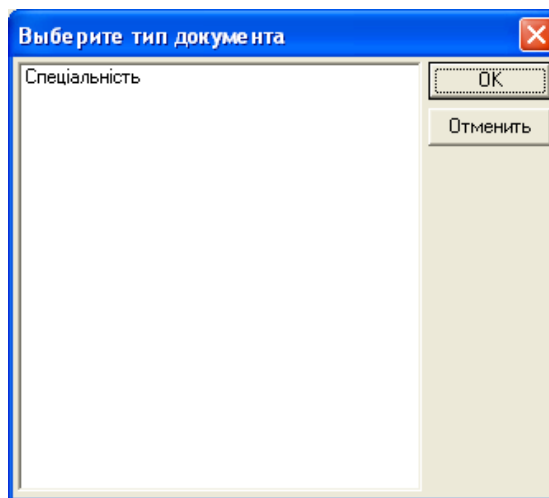 Выберите тип документа
Спеціальність
OK
Отменить